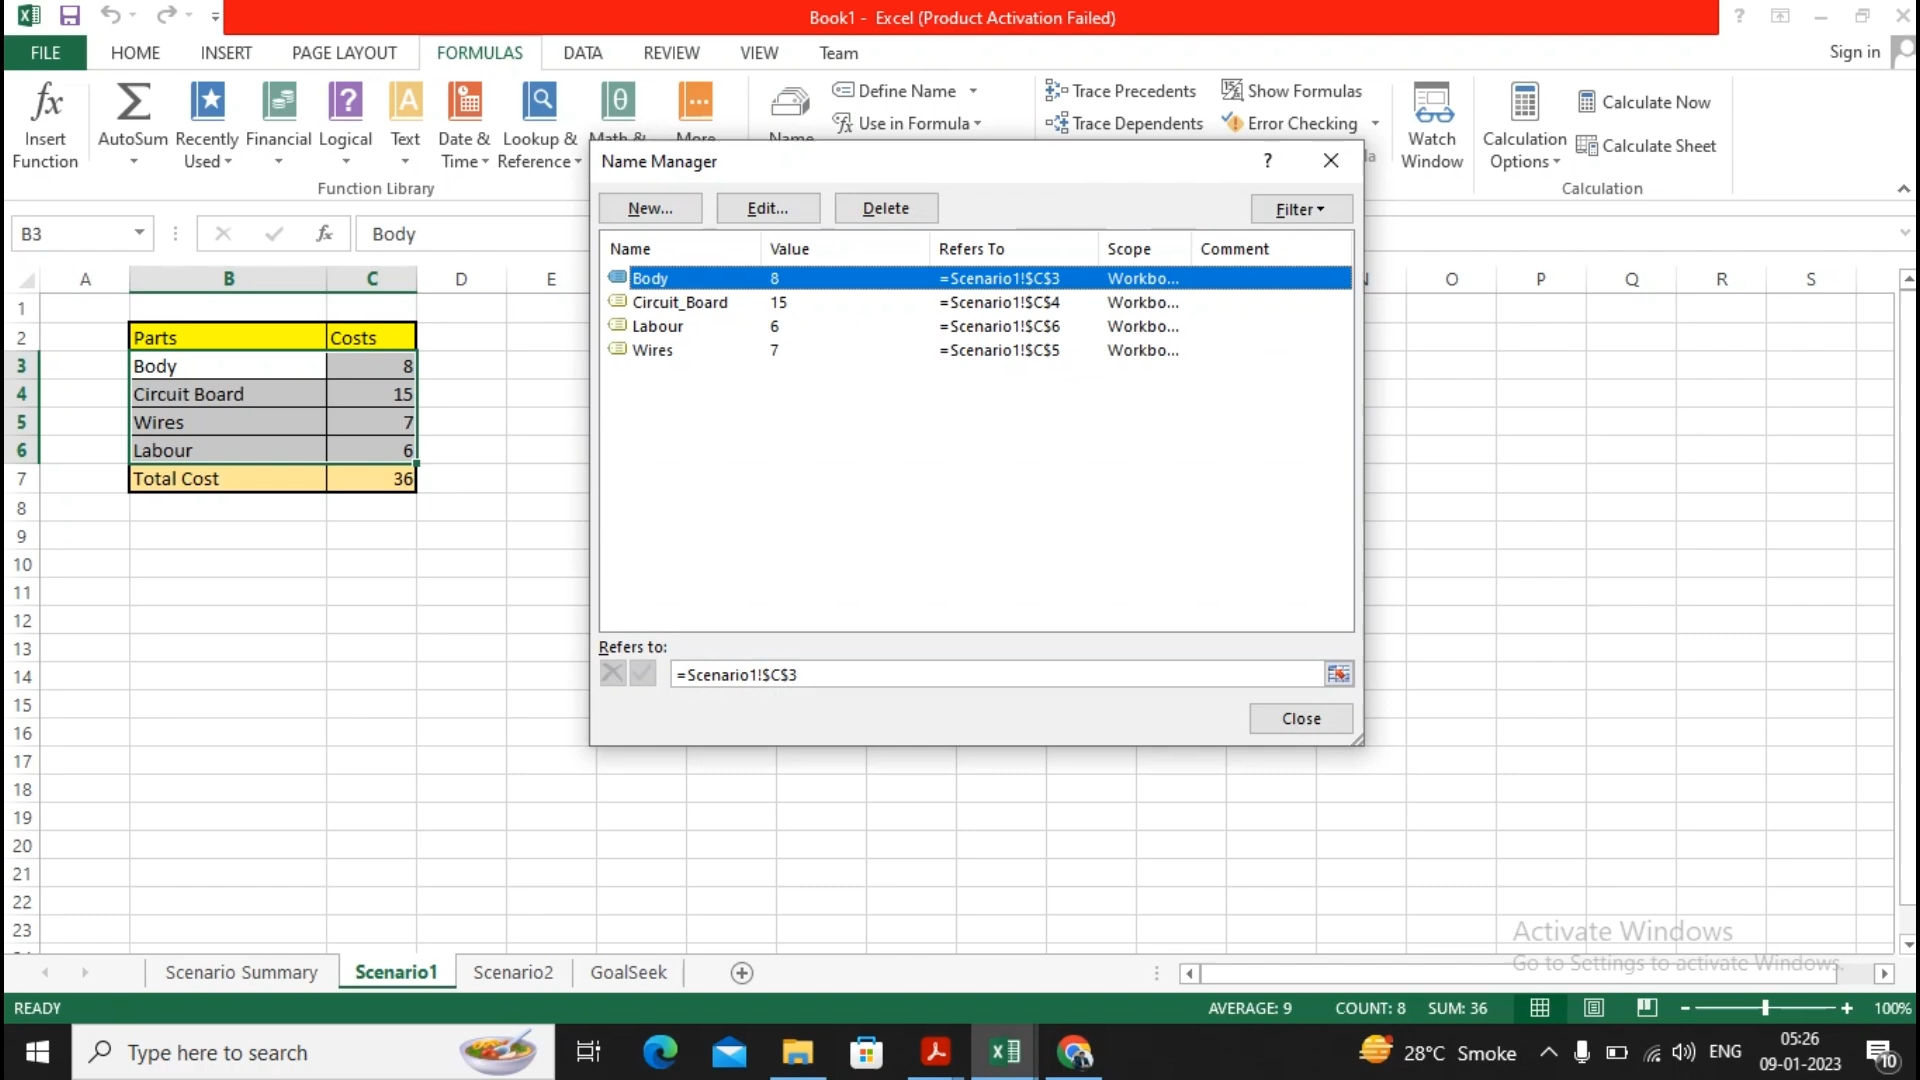 Book1 - Excel (Product Activation Failed)
FILE HOME INSERT PAGE LAYOUT FORMULAS DATA REVIEW VIEW Team Sign in
Insert Function
AutoSum
Recently Used
Financial
Logical
Text
Date & Time
Lookup & Reference
Math &
More
Name
Define Name
Use in Formula
Trace Precedents
Trace Dependents
Show Formulas
Error Checking
Watch Window
Calculation Options
Calculate Now
Calculate Sheet
Function Library
Calculation
B3
fx Body
A B C D E O P Q R S
1
2 Parts Costs
3 Body 8
4 Circuit Board 15
5 Wires 7
6 Labour 6
7 Total Cost 36
8
9
10
11
12
13
14
15
16
17
18
19
20
21
22
23
Name Manager
New... Edit... Delete Filter
Name Value Refers To Scope Comment
Body 8 =Scenario1!$C$3 Workbo...
Circuit_Board 15 =Scenario1!$C$4 Workbo...
Labour 6 =Scenario1!$C$6 Workbo...
Wires 7 =Scenario1!$C$5 Workbo...
Refers to:
=Scenario1!$C$3
Close
Activate Windows
Go to Settings to activate Windows.
Scenario Summary Scenario1 Scenario2 GoalSeek
READY AVERAGE: 9 COUNT: 8 SUM: 36 100%
Type here to search
28°C Smoke ENG
05:26
09-01-2023
10